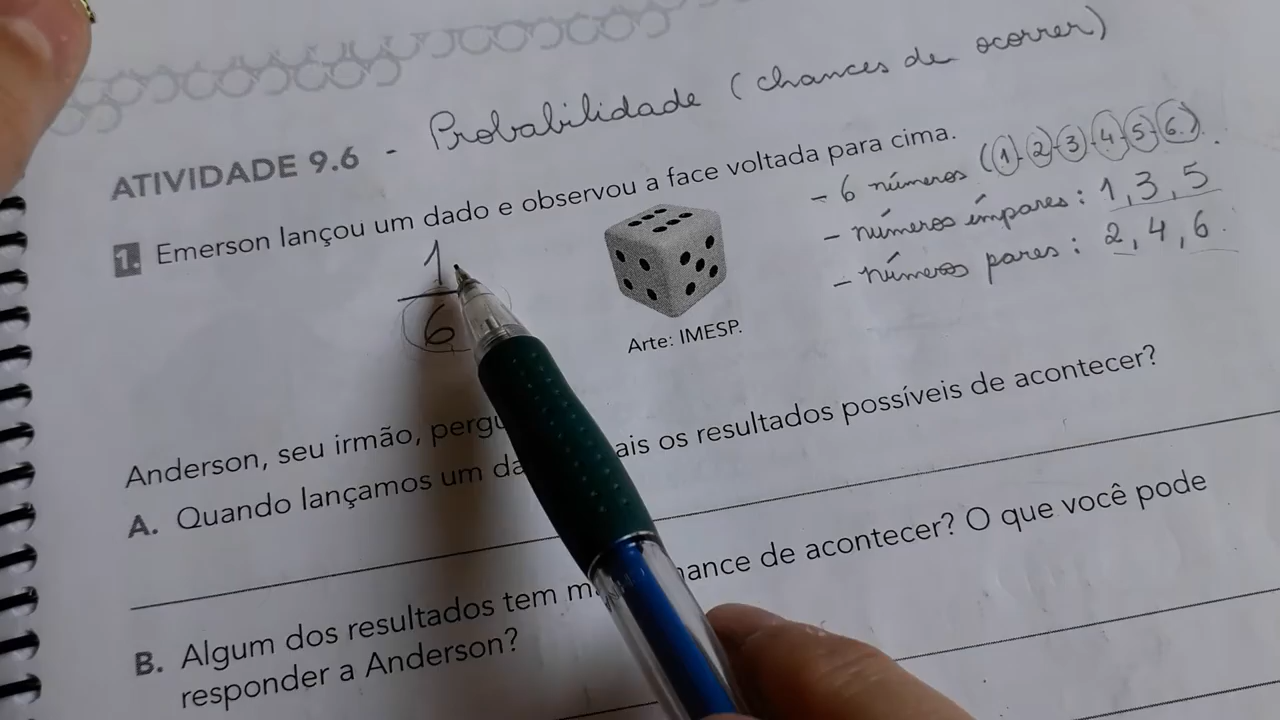 Probabilidade (chances de ocorrer)
ATIVIDADE 9.6 -
1. Emerson lançou um dado e observou a face voltada para cima.
- 6 números (1-2-3-4-5-6).
- números ímpares: 1, 3, 5
- números pares: 2, 4, 6.
1
6
Arte: IMESP.
Anderson, seu irmão,
A. Quando lançamos um os resultados possíveis de acontecer?
B. Algum dos resultados tem de acontecer? O que você pode
responder a Anderson?